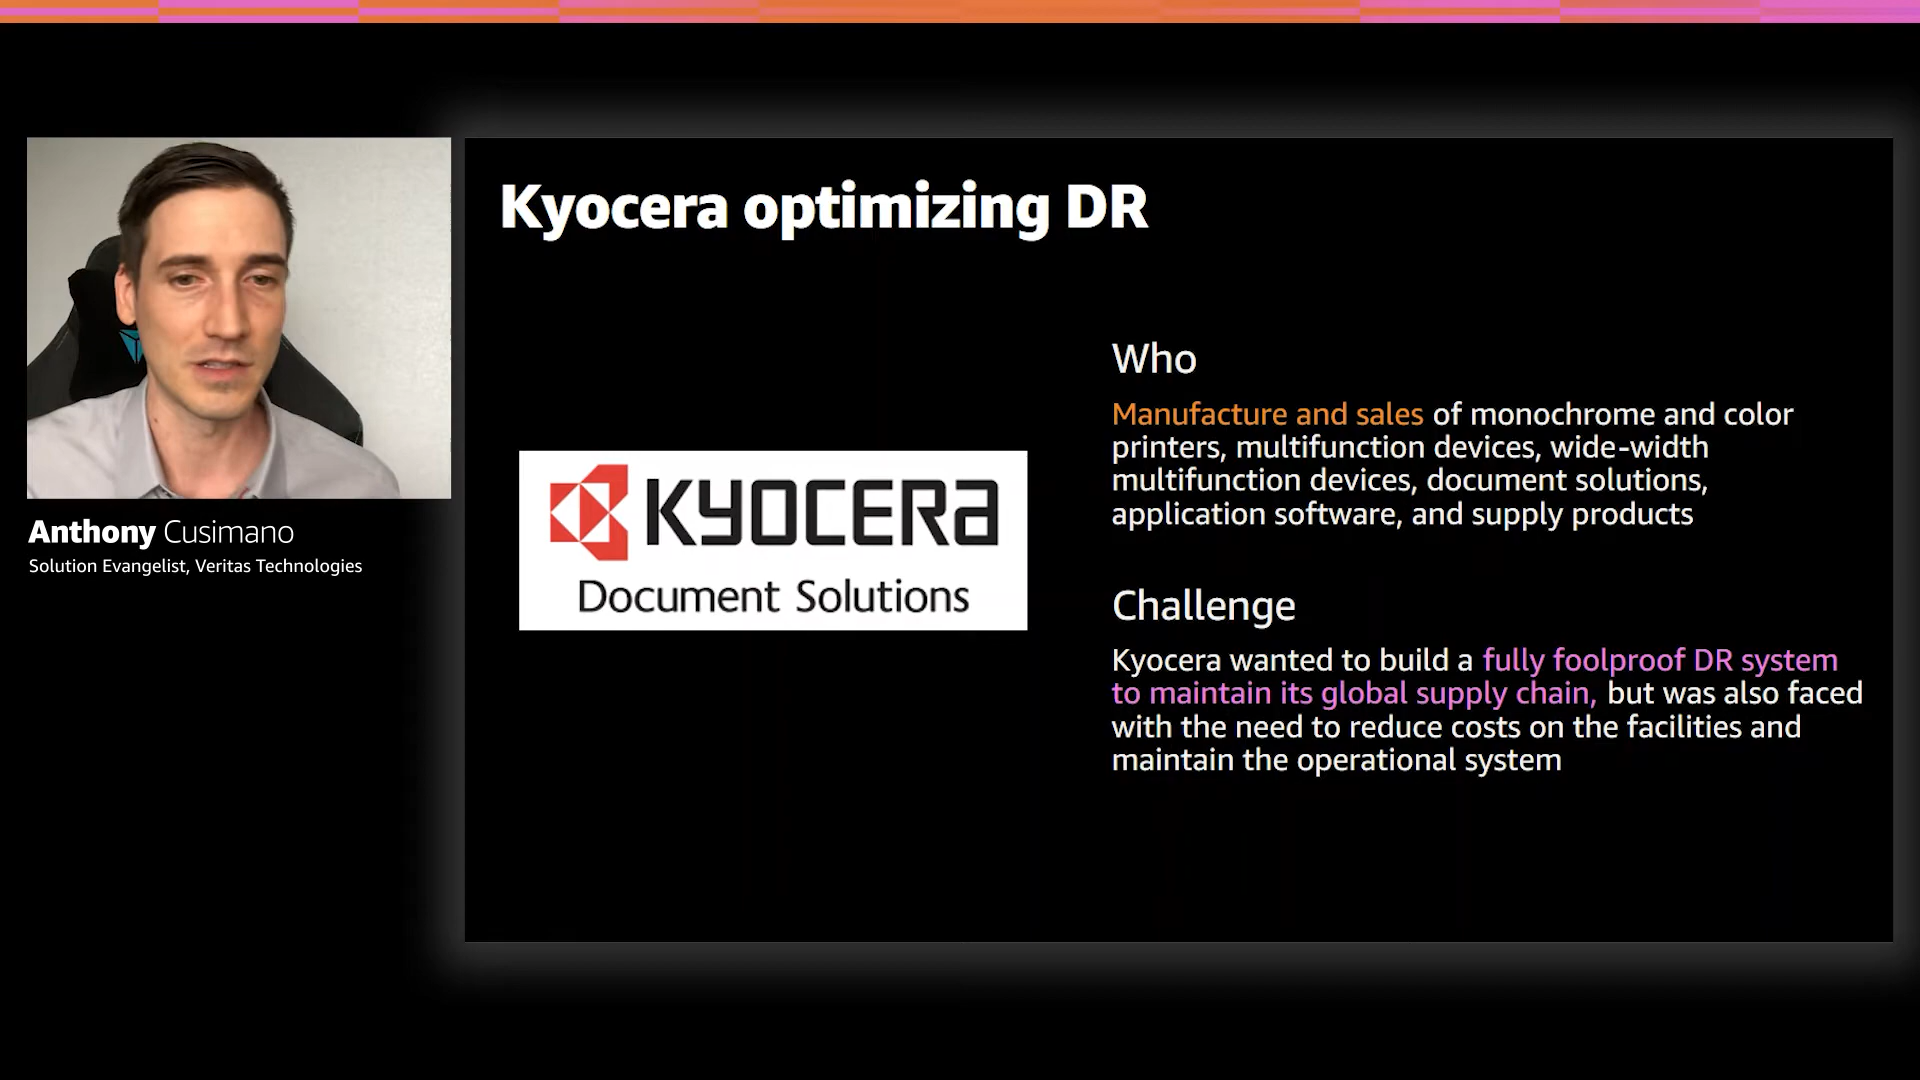 Kyocera optimizing DR
Who
Manufacture and sales of monochrome and color
printers, multifunction devices, wide-width
multifunction devices, document solutions,
application software, and supply products
KYOCERA
Document Solutions
Challenge
Kyocera wanted to build a fully foolproof DR system
to maintain its global supply chain, but was also faced
with the need to reduce costs on the facilities and
maintain the operational system
Anthony Cusimano
Solution Evangelist, Veritas Technologies